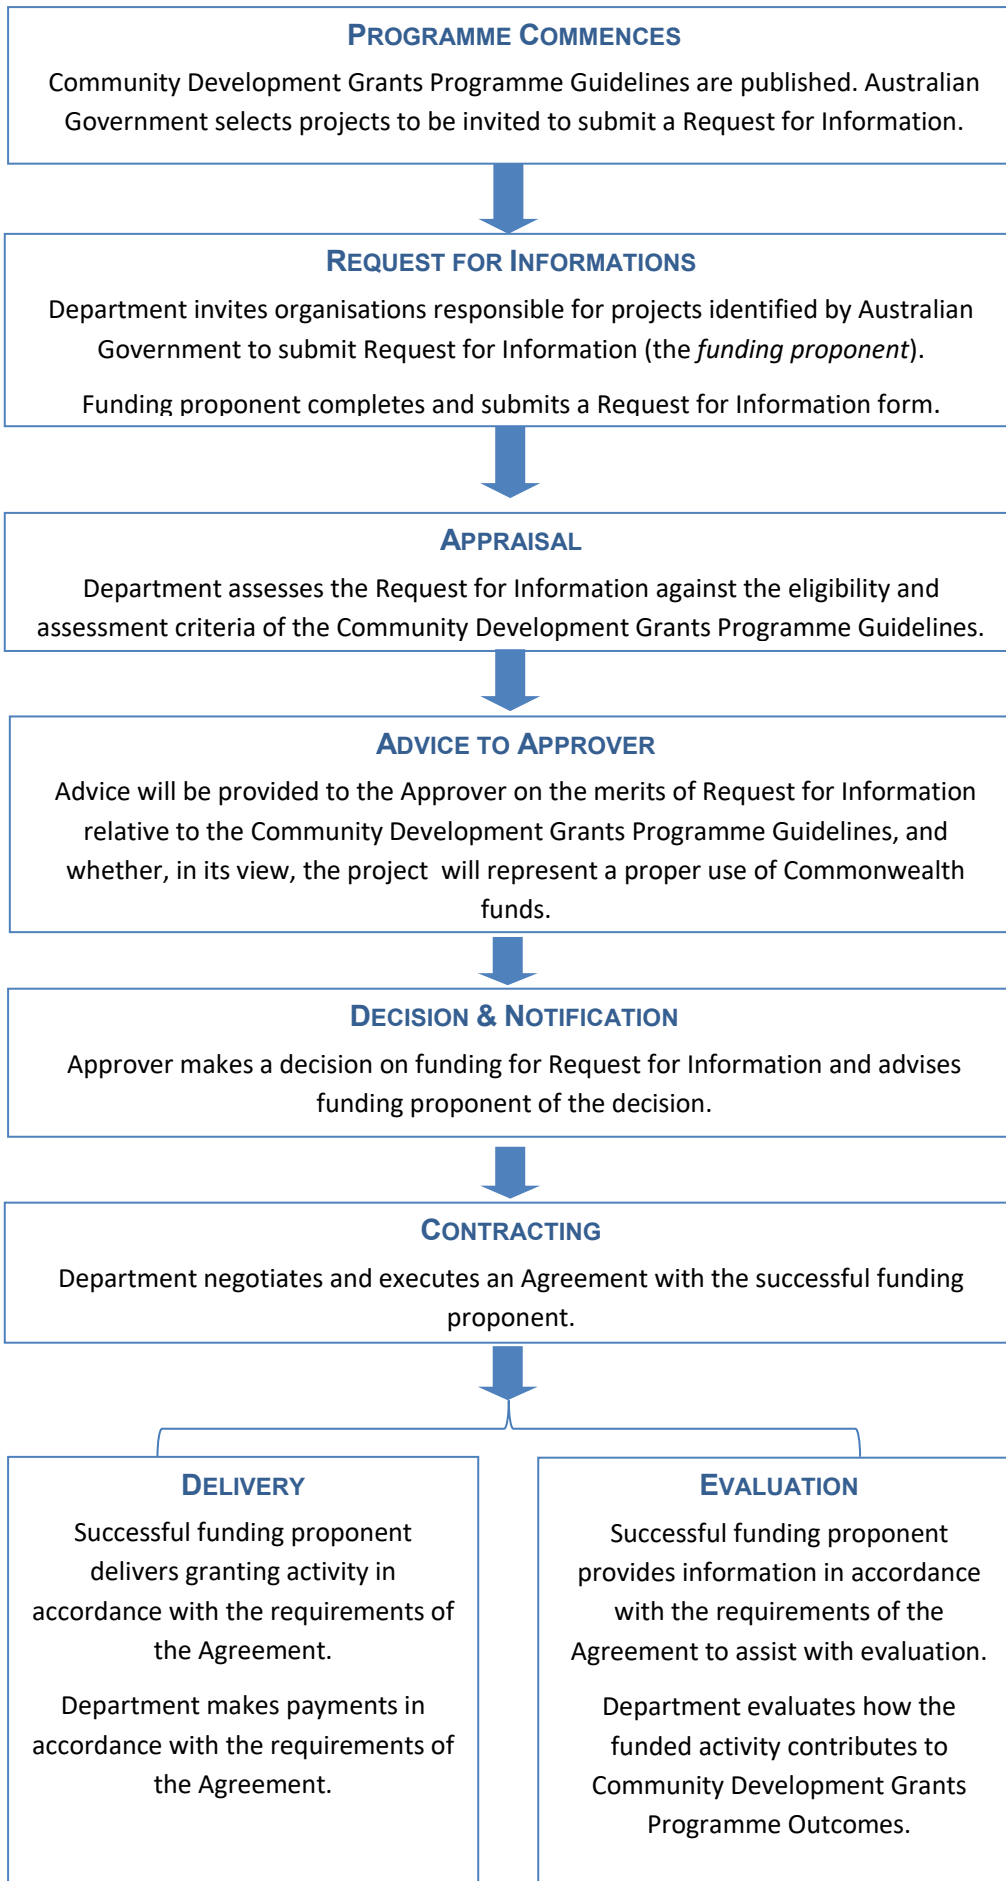 PROGRAMME COMMENCES
Community Development Grants Programme Guidelines are published. Australian
Government selects projects to be invited to submit a Request for Information.
REQUEST FOR INFORMATIONS
Department invites organisations responsible for projects identified by Australian
Government to submit Request for Information (the funding proponent).
Funding proponent completes and submits a Request for Information form.
APPRAISAL
Department assesses the Request for Information against the eligibility and
assessment criteria of the Community Development Grants Programme Guidelines.
ADVICE TO APPROVER
Advice will be provided to the Approver on the merits of Request for Information
relative to the Community Development Grants Programme Guidelines, and
whether, in its view, the project will represent a proper use of Commonwealth
funds.
DECISION & NOTIFICATION
Approver makes a decision on funding for Request for Information and advises
funding proponent of the decision.
CONTRACTING
Department negotiates and executes an Agreement with the successful funding
proponent.
DELIVERY
Successful funding proponent
delivers granting activity in
accordance with the requirements of
the Agreement.
Department makes payments in
accordance with the requirements of
the Agreement.
EVALUATION
Successful funding proponent
provides information in accordance
with the requirements of the
Agreement to assist with evaluation.
Department evaluates how the
funded activity contributes to
Community Development Grants
Programme Outcomes.